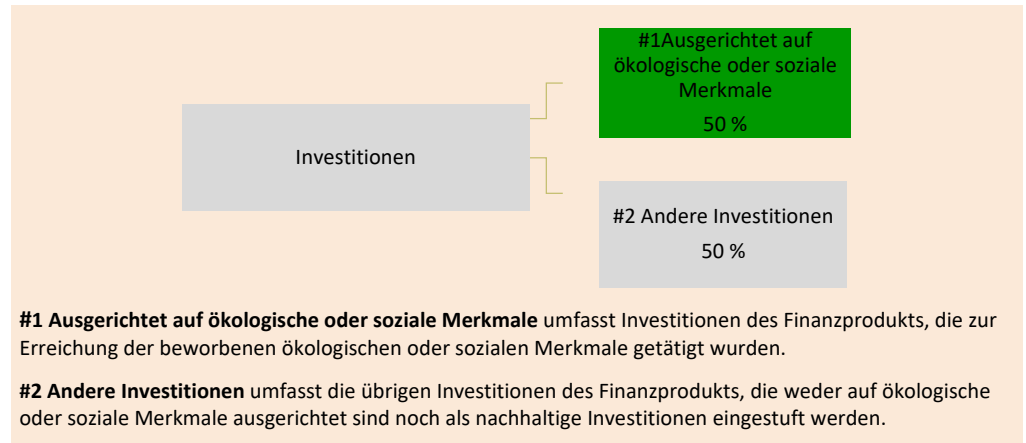 #1Ausgerichtet auf
ökologische oder soziale
Merkmale
50 %
Investitionen
#2 Andere Investitionen
50 %
#1 Ausgerichtet auf ökologische oder soziale Merkmale umfasst Investitionen des Finanzprodukts, die zur
Erreichung der beworbenen ökologischen oder sozialen Merkmale getätigt wurden.
#2 Andere Investitionen umfasst die übrigen Investitionen des Finanzprodukts, die weder auf ökologische
oder soziale Merkmale ausgerichtet sind noch als nachhaltige Investitionen eingestuft werden.